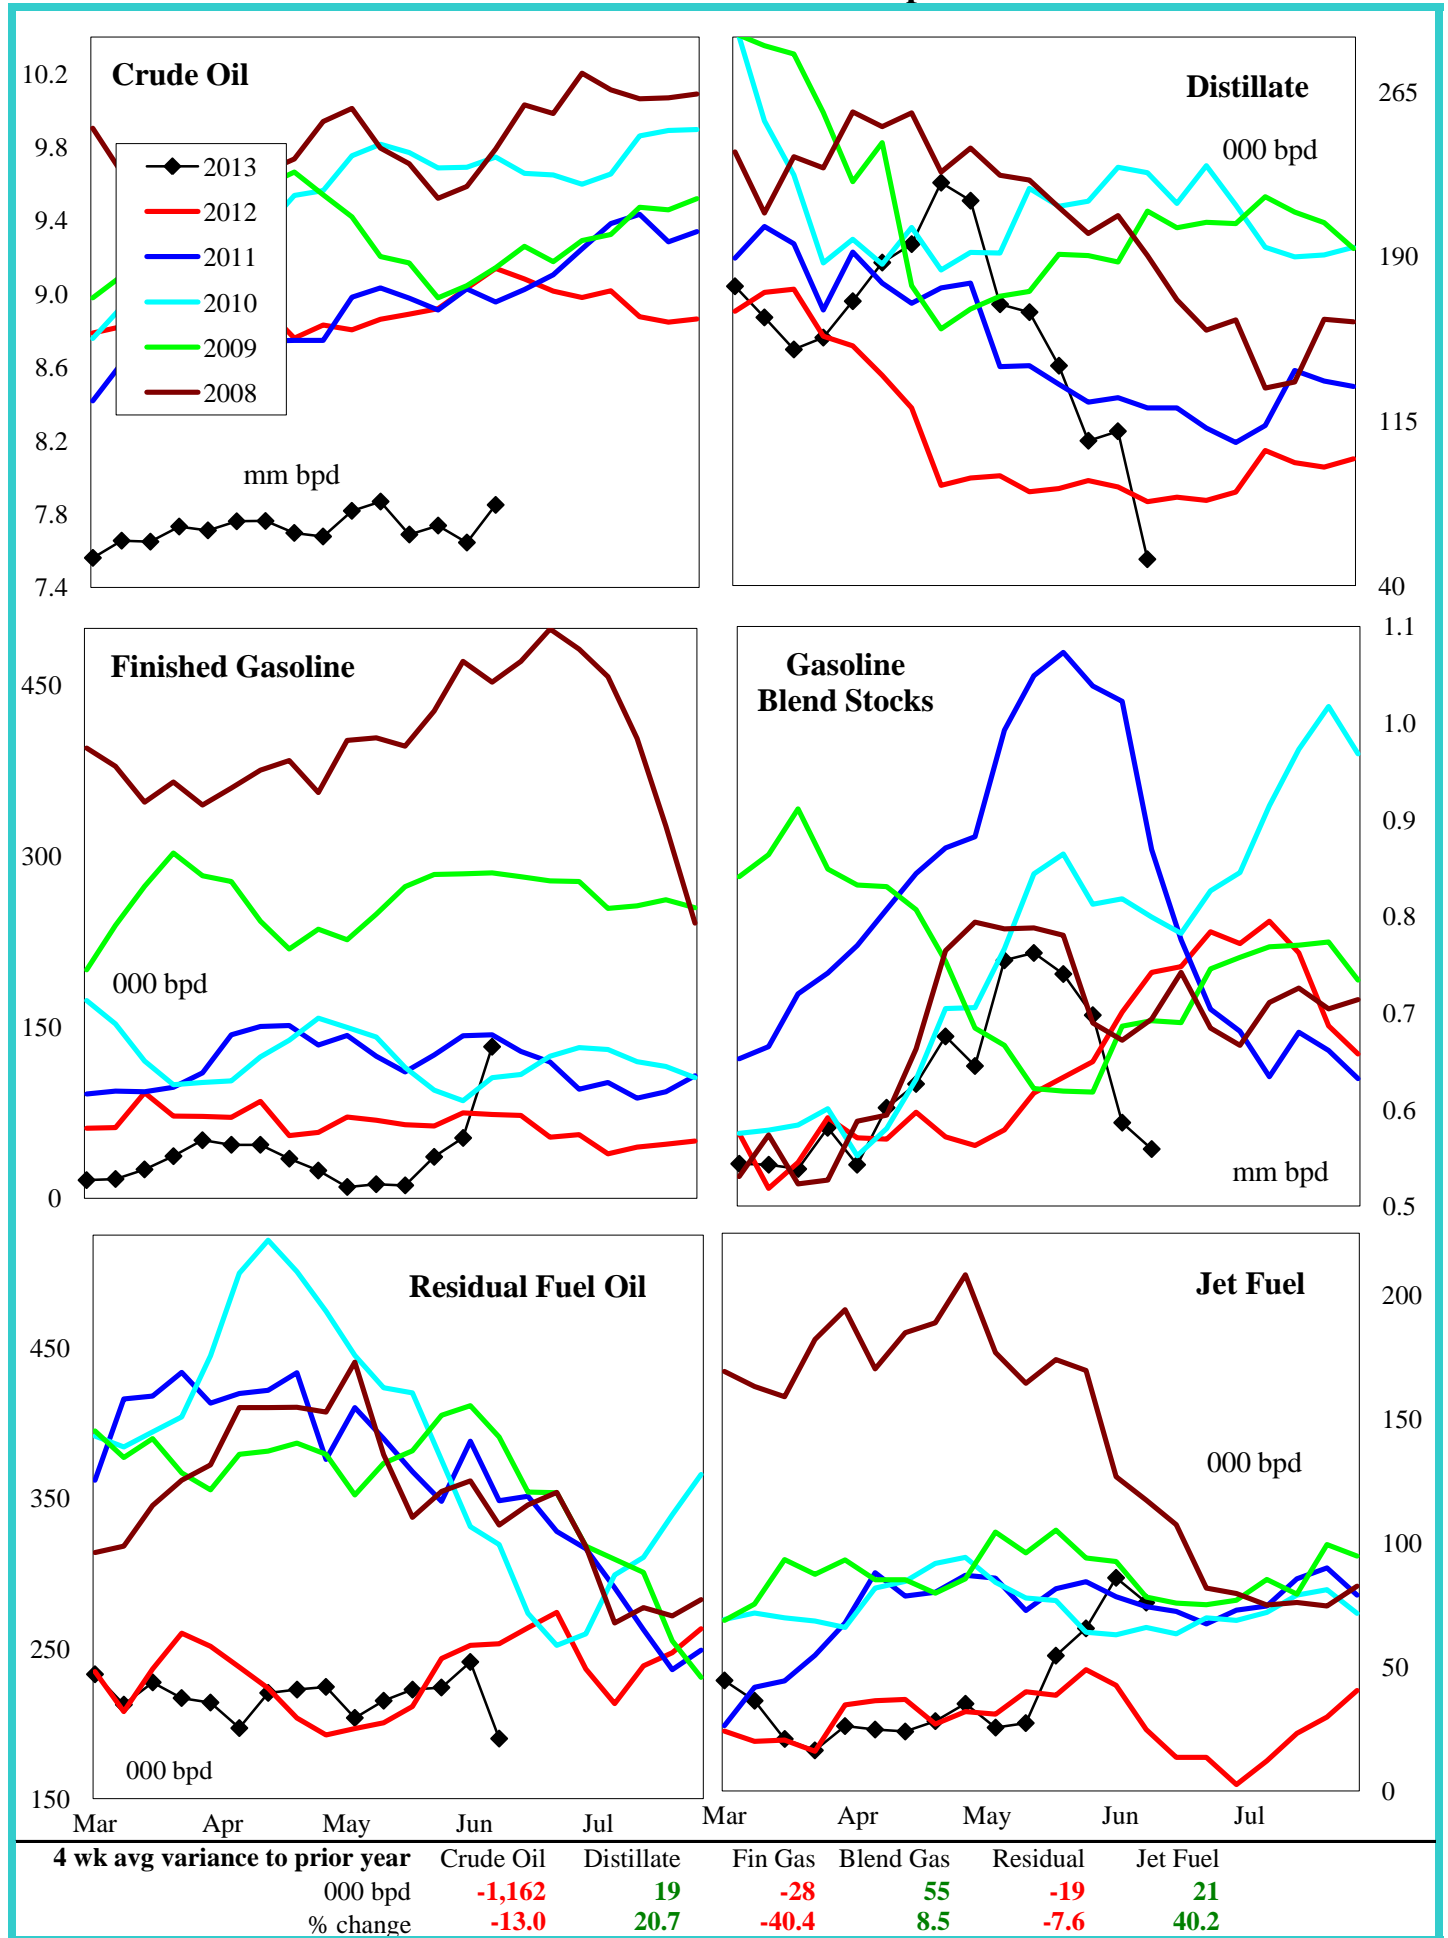 Crude Oil
10.2
9.8
9.4
9.0
8.6
8.2
7.8
7.4
2013
2012
2011
2010
2009
2008
mm bpd
Distillate
000 bpd
265
190
115
40
Finished Gasoline
450
300
150
0
000 bpd
Gasoline
Blend Stocks
1.1
1.0
0.9
0.8
0.7
0.6
0.5
mm bpd
Residual Fuel Oil
450
350
250
150
000 bpd
Mar Apr May Jun Jul
Jet Fuel
000 bpd
200
150
100
50
0
Mar Apr May Jun Jul
4 wk avg variance to prior year Crude Oil Distillate Fin Gas Blend Gas Residual Jet Fuel
000 bpd -1,162 19 -28 55 -19 21
% change -13.0 20.7 -40.4 8.5 -7.6 40.2